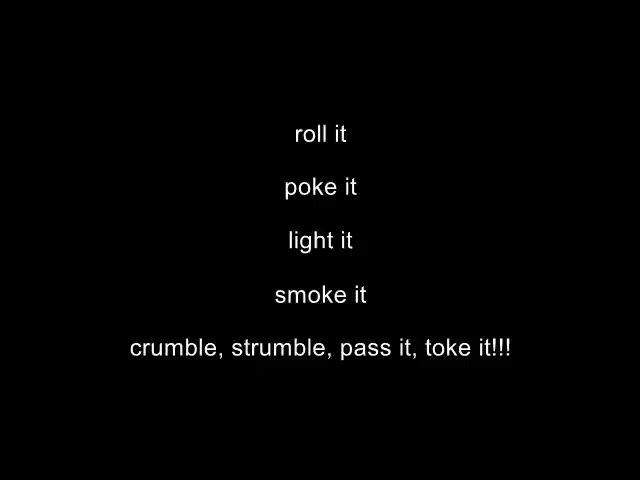 roll it
poke it
light it
smoke it
crumble, strumble, pass it, toke it!!!